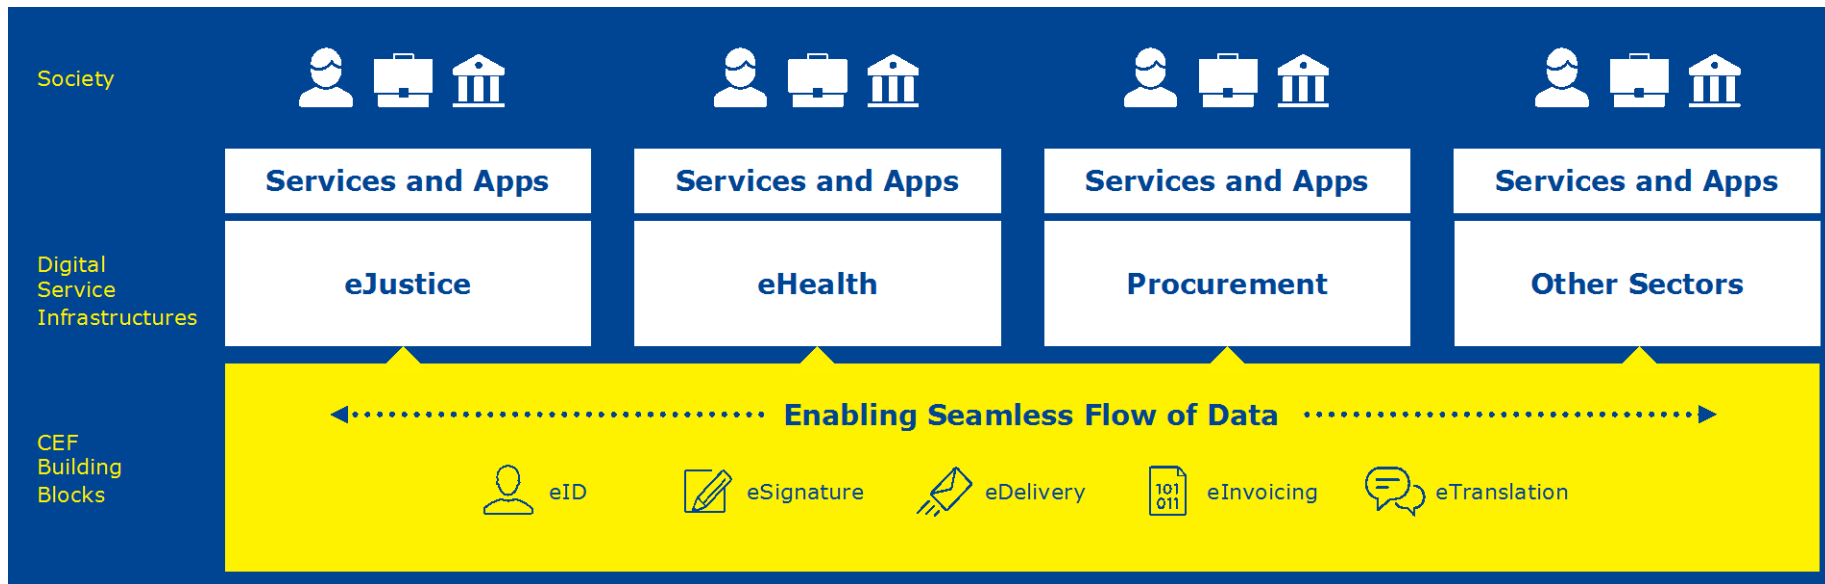 Society
Services and Apps
Services and Apps
Services and Apps
Services and Apps
Digital
Service
Infrastructures
eJustice
eHealth
Procurement
Other Sectors
Enabling Seamless Flow of Data
CEF
Building
Blocks
eID
eSignature
101
011
eDelivery
eInvoicing
eTranslation